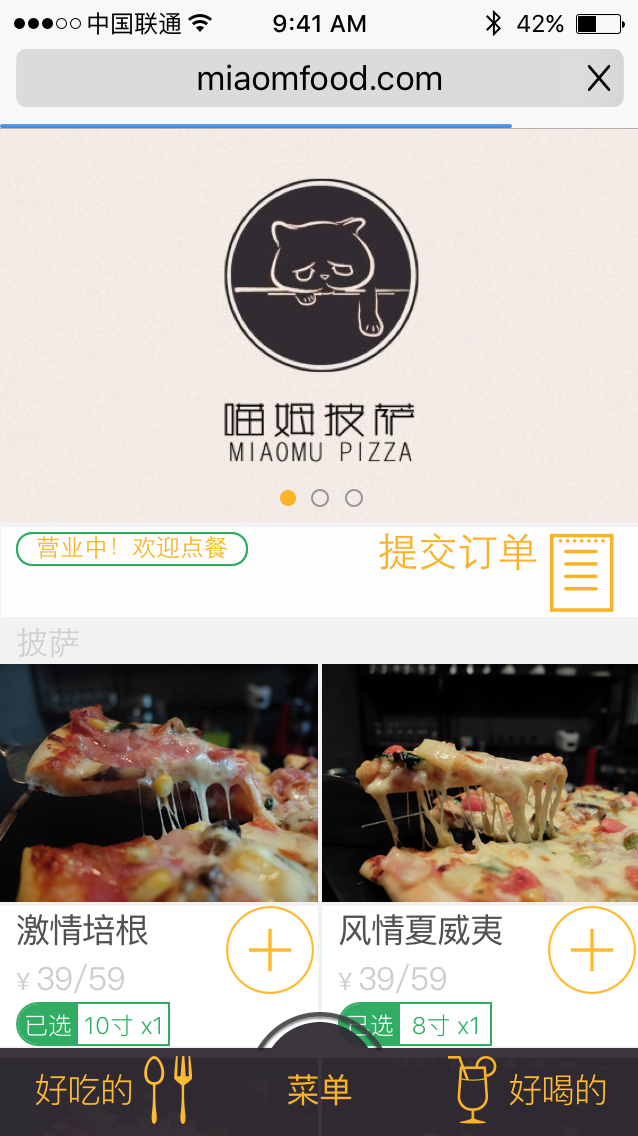 中国联通 9:41 AM 42%
miaomfood.com
喵姆披萨
MIAOMU PIZZA
营业中！欢迎点餐
提交订单
披萨
激情培根
¥ 39/59
已选 10寸 x1
风情夏威夷
¥ 39/59
已选 8寸 x1
好吃的 菜单 好喝的